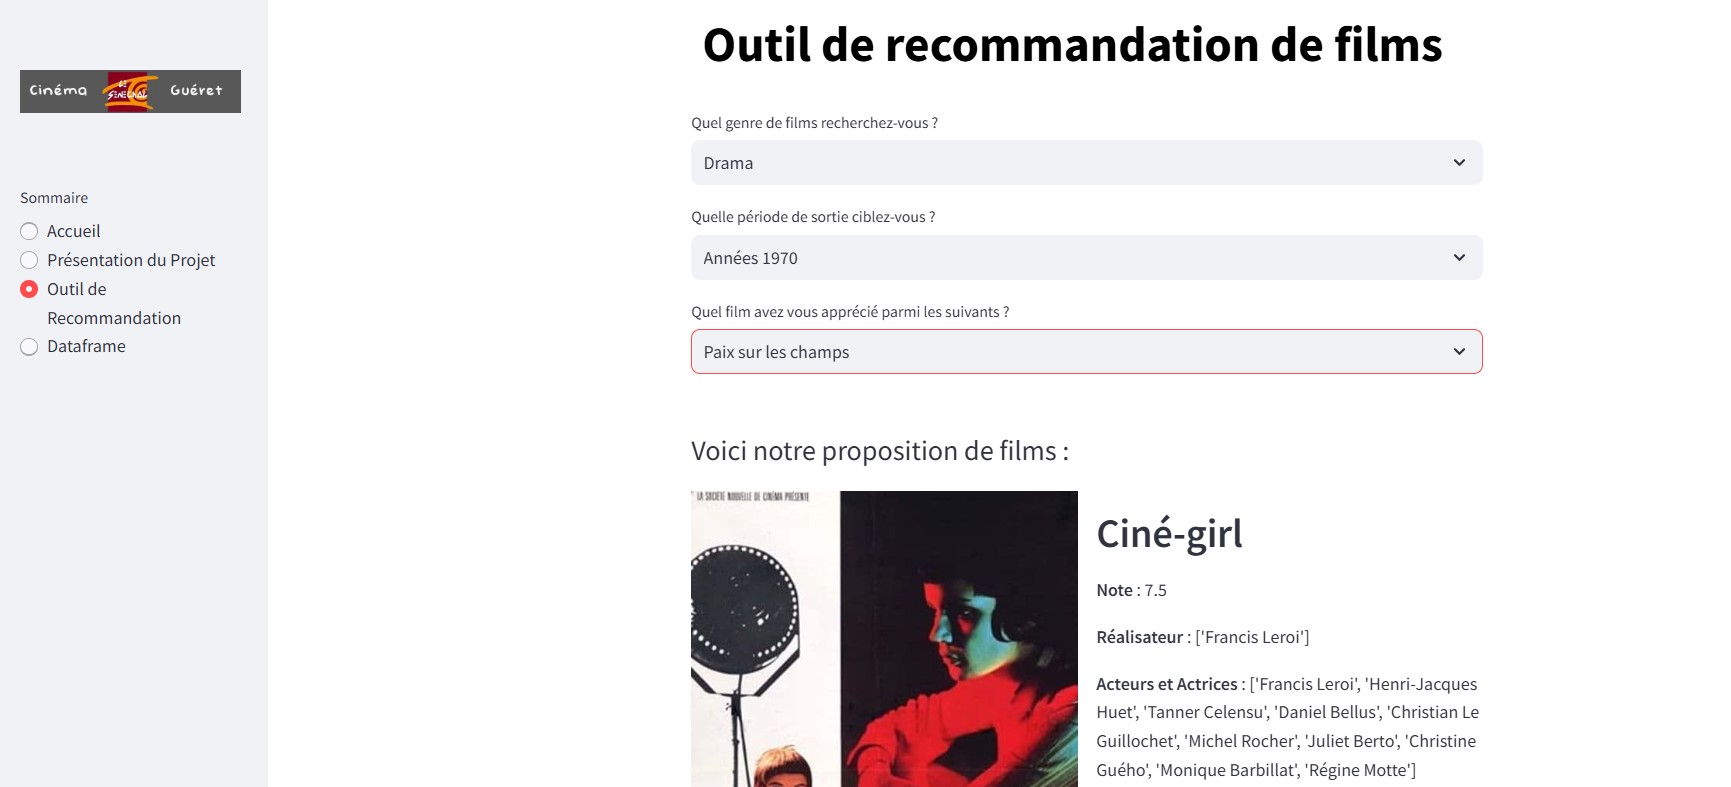 Cinéma LE SENECHAL Guéret
Sommaire
Accueil
Présentation du Projet
Outil de
Recommandation
Dataframe
Outil de recommandation de films
Quel genre de films recherchez-vous ?
Drama
Quelle période de sortie ciblez-vous ?
Années 1970
Quel film avez vous apprécié parmi les suivants ?
Paix sur les champs
Voici notre proposition de films :
LA SOCIÉTÉ NOUVELLE DE CINÉMA PRÉSENTE
Ciné-girl
Note : 7.5
Réalisateur : ['Francis Leroi']
Acteurs et Actrices : ['Francis Leroi', 'Henri-Jacques
Huet', 'Tanner Celensu', 'Daniel Bellus', 'Christian Le
Guillochet', 'Michel Rocher', 'Juliet Berto', 'Christine
Guého', 'Monique Barbillat', 'Régine Motte']